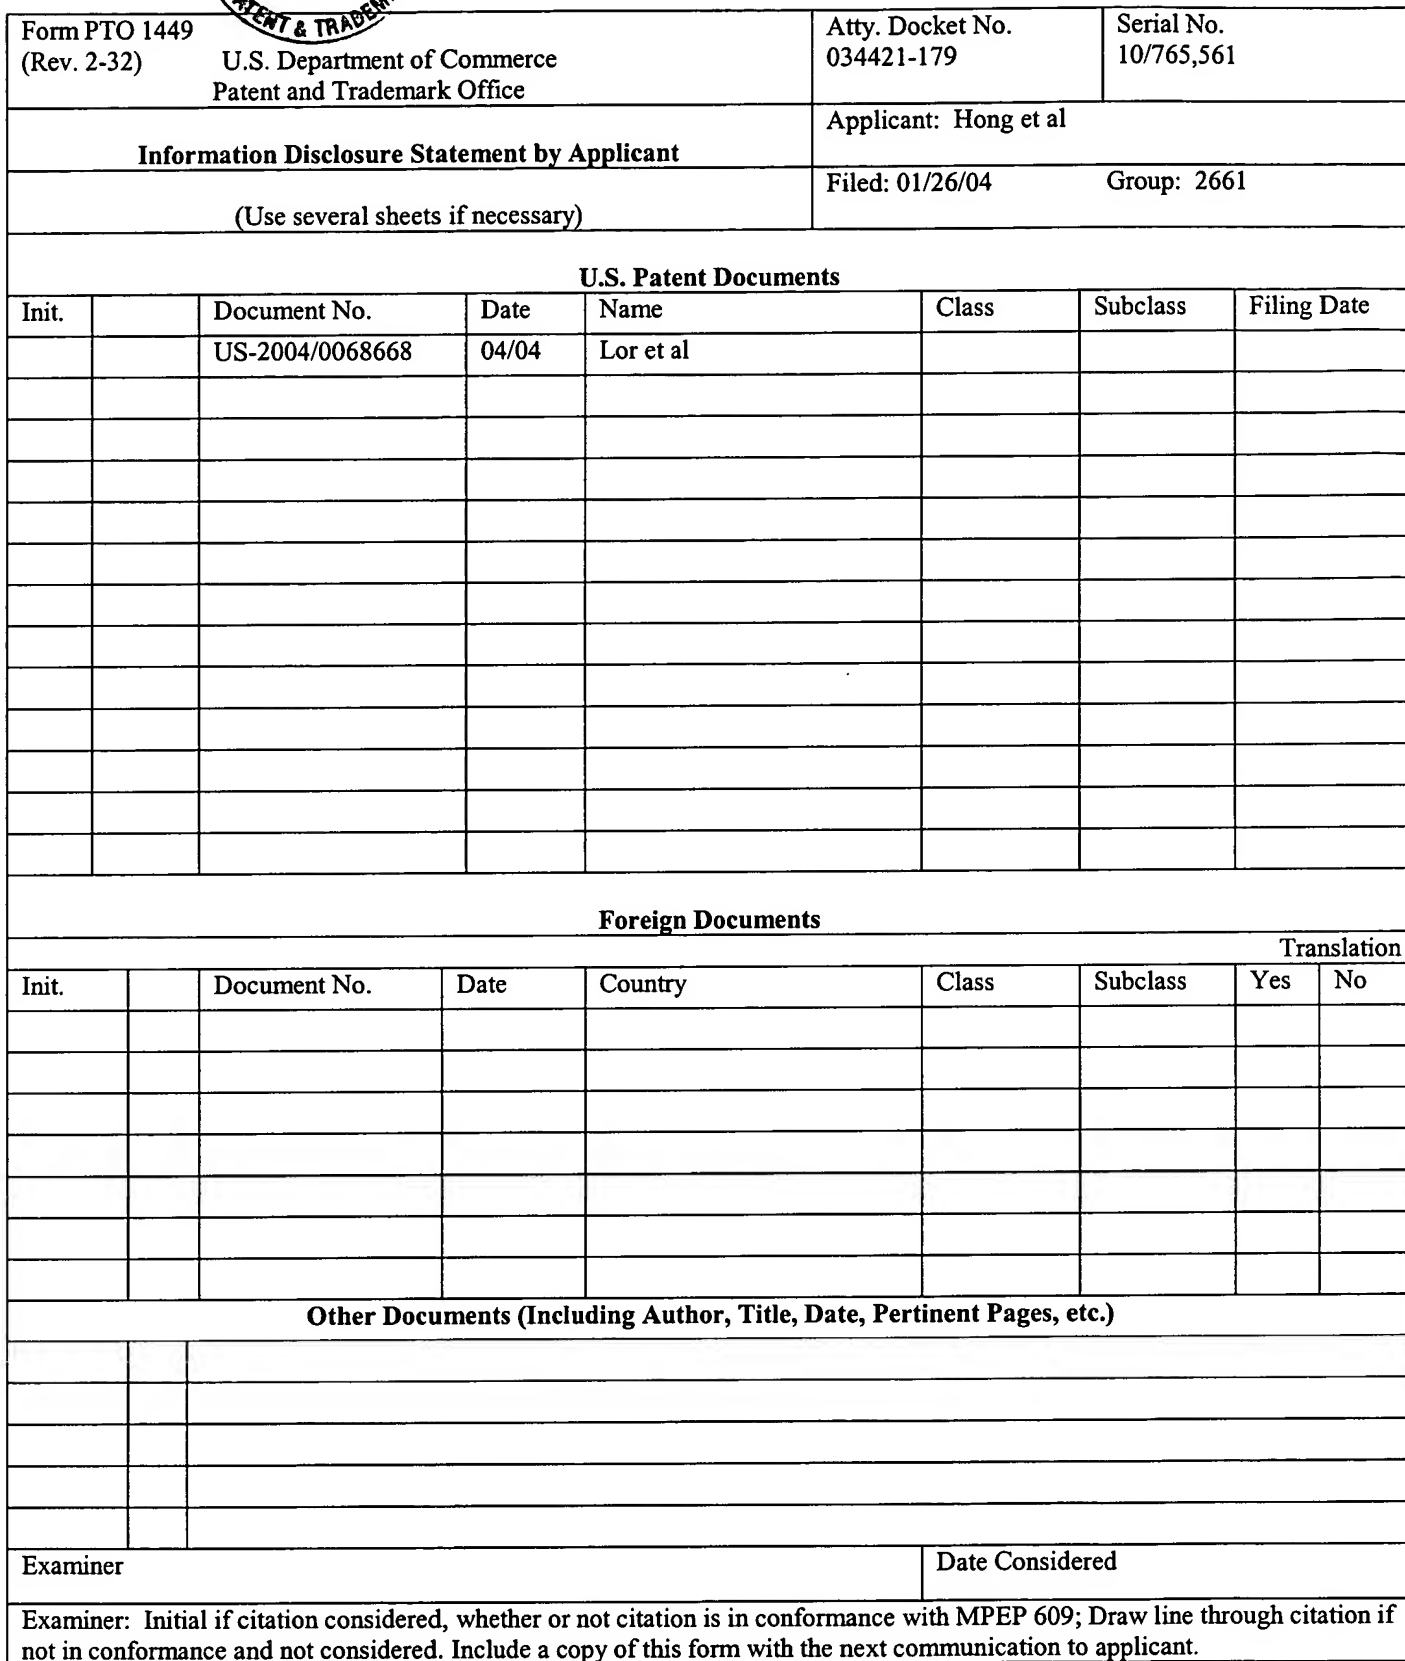 PATENT & TRADEM
Form PTO 1449
(Rev. 2-32)
U.S. Department of Commerce
Patent and Trademark Office
Atty. Docket No.
034421-179
Serial No.
10/765,561
Information Disclosure Statement by Applicant
Applicant: Hong et al
(Use several sheets if necessary)
Filed: 01/26/04 Group: 2661
U.S. Patent Documents
Init. Document No. Date Name Class Subclass Filing Date
US-2004/0068668 04/04 Lor et al
Foreign Documents
Translation
Init. Document No. Date Country Class Subclass Yes No
Other Documents (Including Author, Title, Date, Pertinent Pages, etc.)
Examiner Date Considered
Examiner: Initial if citation considered, whether or not citation is in conformance with MPEP 609; Draw line through citation if
not in conformance and not considered. Include a copy of this form with the next communication to applicant.